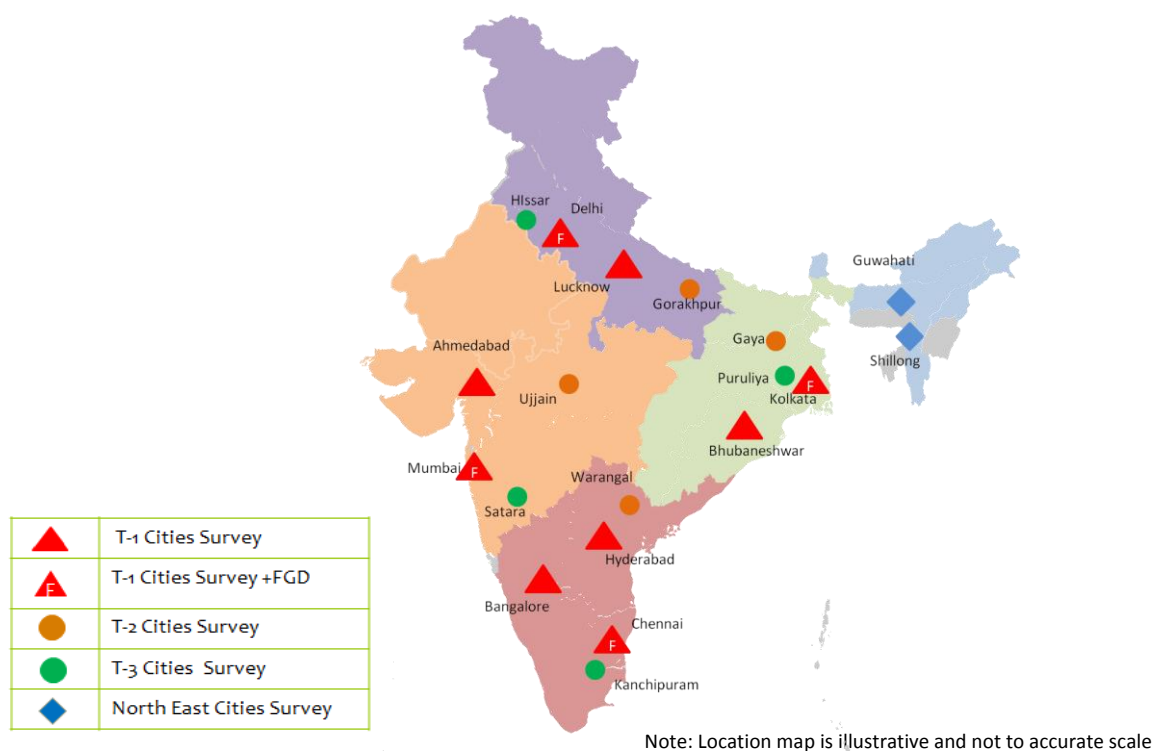 HIssar
Delhi
Guwahati
Lucknow
Gorakhpur
Ahmedabad
Gaya
Shillong
Puruliya
F
F
Kolkata
Ujjain
Bhubaneshwar
Mumbai
F
Warangal
Satara
Hyderabad
Bangalore
Chennai
F
Kanchipuram
T-1 Cities Survey
F
T-1 Cities Survey +FGD
T-2 Cities Survey
T-3 Cities Survey
North East Cities Survey
Note: Location map is illustrative and not to accurate scale